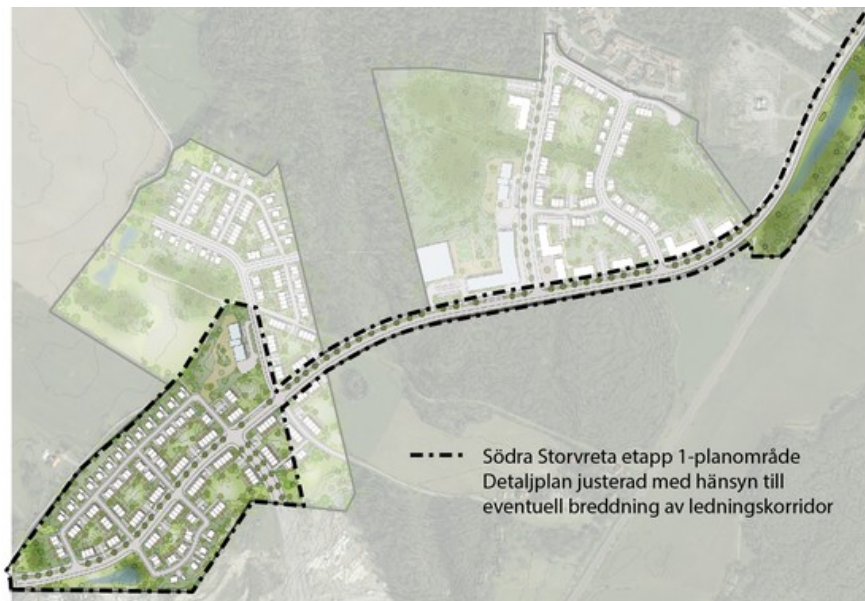 Södra Storvreta etapp 1-planområde
Detaljplan justerad med hänsyn till
eventuell breddning av ledningskorridor